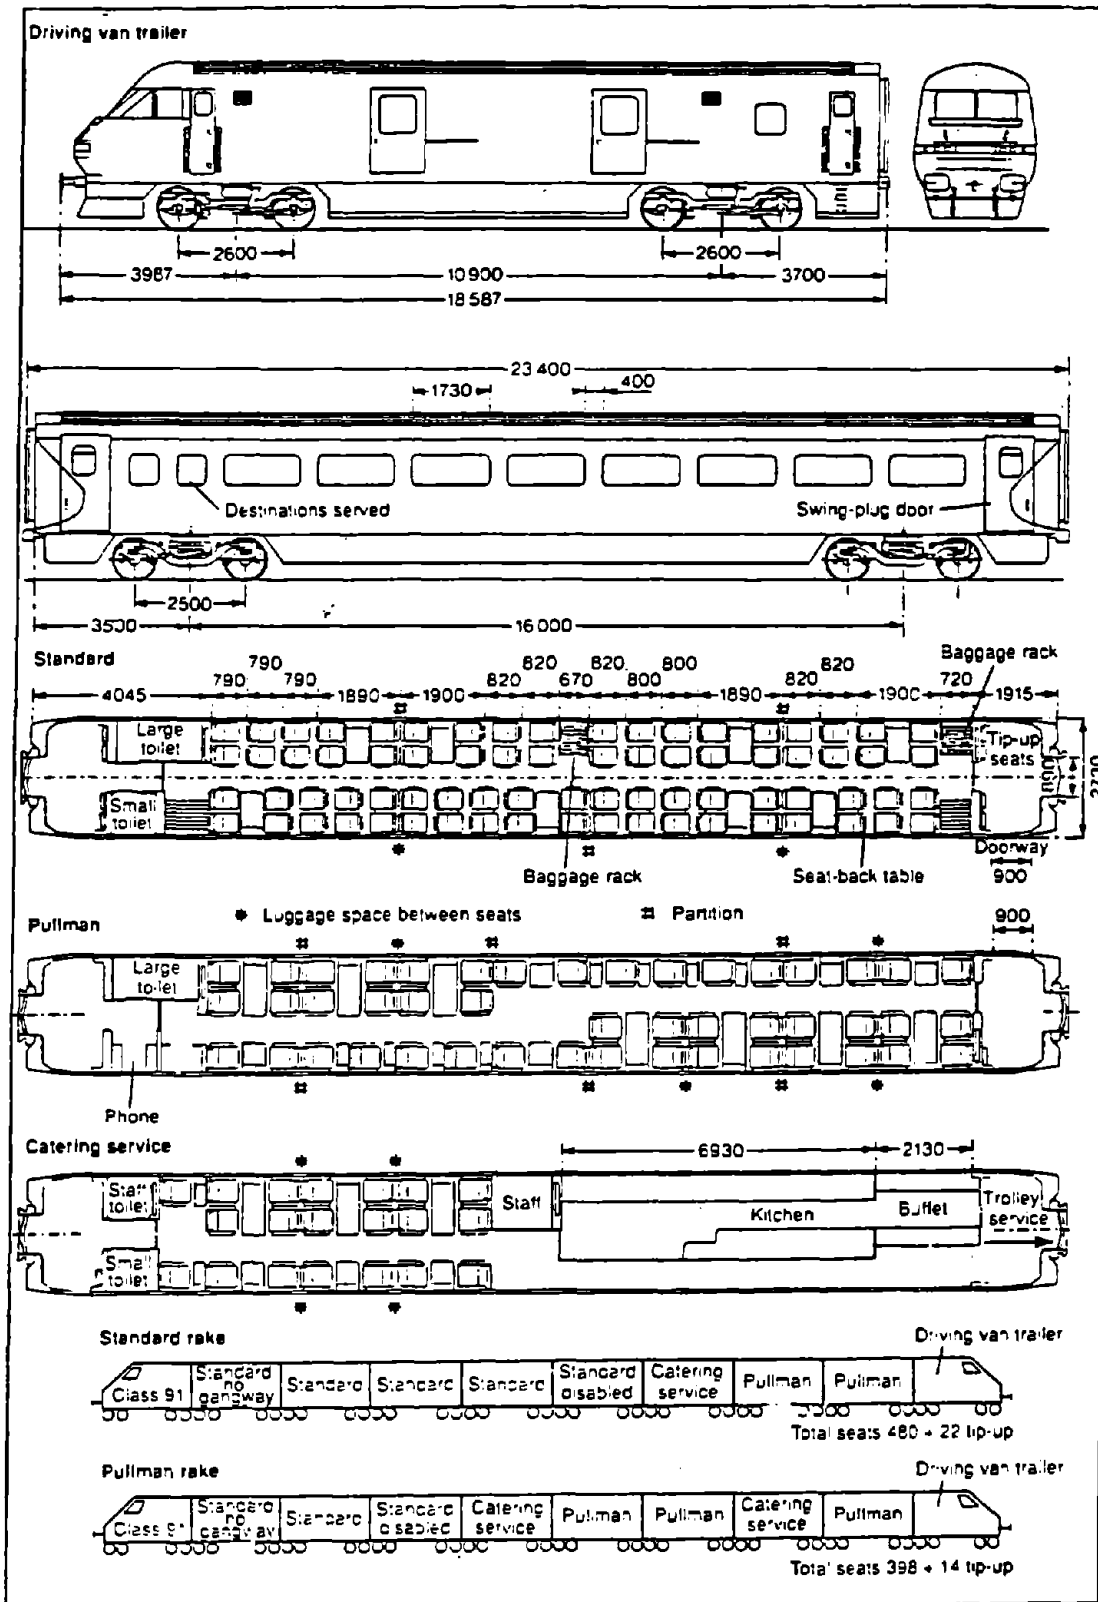 Driving van trailer
2600
2600
3987
10 900
3700
18 587
23 400
1730
400
Destinations served
Swing-plug door
2500
3500
16 000
Standard
Baggage rack
790
820
820
800
820
4045
790
790
1890
1900
820
670
800
1890
820
1900
720
1915
Large
toilet
Tip-up
seats
Small
toilet
Doorway
900
Baggage rack
Seat-back table
* Luggage space between seats
⌗ Partition
Pullman
900
Large
toilet
Phone
Catering service
6930
2130
Staff
toilet
Staff
Kitchen
Buffet
Trolley
service
Small
toilet
Standard rake
Driving van trailer
Class 91
Standard
no
gangway
Standard
Standard
Standard
Standard
disabled
Catering
service
Pullman
Pullman
Total seats 480 + 22 tip-up
Pullman rake
Driving van trailer
Class 91
Standard
no
gangway
Standard
Standard
disabled
Catering
service
Pullman
Pullman
Catering
service
Pullman
Total seats 398 + 14 tip-up